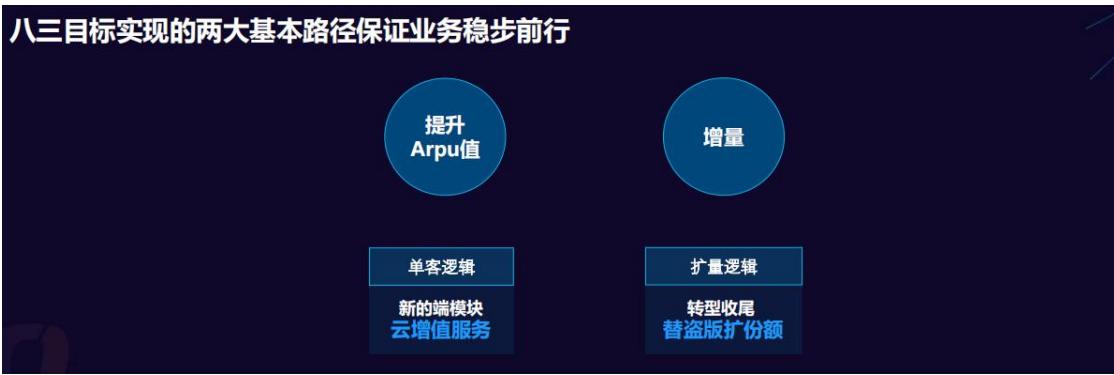 八三目标实现的两大基本路径保证业务稳步前行
提升
Arpu值
增量
单客逻辑
扩量逻辑
新的端模块
云增值服务
转型收尾
替盗版扩份额